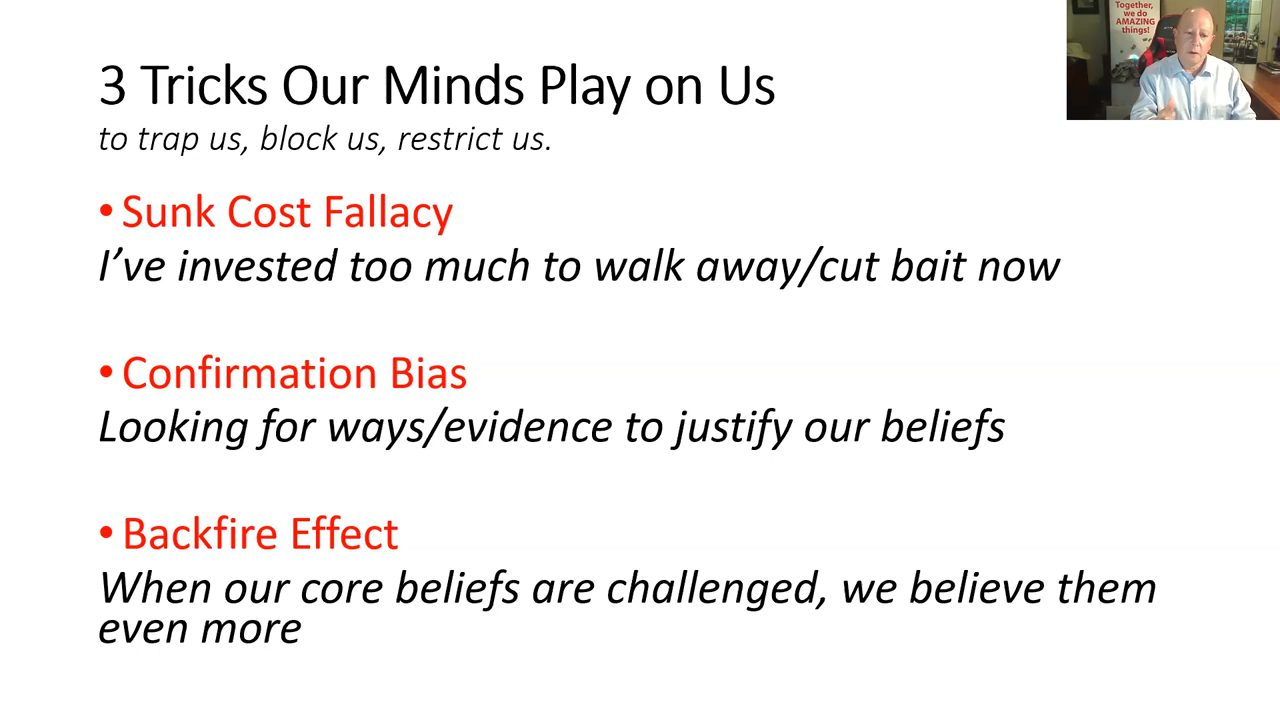 Together,
we do
AMAZING
things!
3 Tricks Our Minds Play on Us
to trap us, block us, restrict us.
• Sunk Cost Fallacy
I’ve invested too much to walk away/cut bait now
• Confirmation Bias
Looking for ways/evidence to justify our beliefs
• Backfire Effect
When our core beliefs are challenged, we believe them
even more